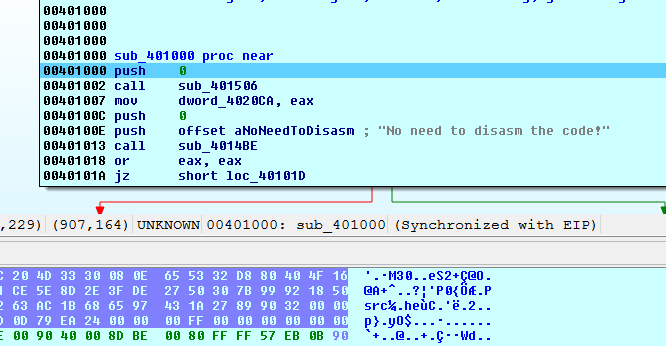 00401000
00401000
00401000
00401000 sub_401000 proc near
00401000 push 0
00401002 call sub_401506
00401007 mov dword_4020CA, eax
0040100C push 0
0040100E push offset aNoNeedToDisasm ; "No need to disasm the code!"
00401013 call sub_4014BE
00401018 or eax, eax
0040101A jz short loc_40101D
,229) (907,164) UNKNOWN 00401000: sub_401000 (Synchronized with EIP)
C 20 4D 33 30 08 0E 65 53 32 D8 80 40 4F 16 '.-M30..eS2+Ç@O.
CE 5E 8D 2E 3F DE 27 50 30 7B 99 92 18 50 @A+^..?¦'P0{ÖÆ.P
2 63 AC 1B 68 65 97 43 1A 27 89 90 32 00 00 src¼.heùC.'ë.2..
0D 79 EA 24 00 00 00 FF 00 00 00 00 00 00 p}.yO$...·......
E 00 90 40 00 8D BE 00 80 FF FF 57 EB 0B 90 `+..@..+.Ç··Wd..